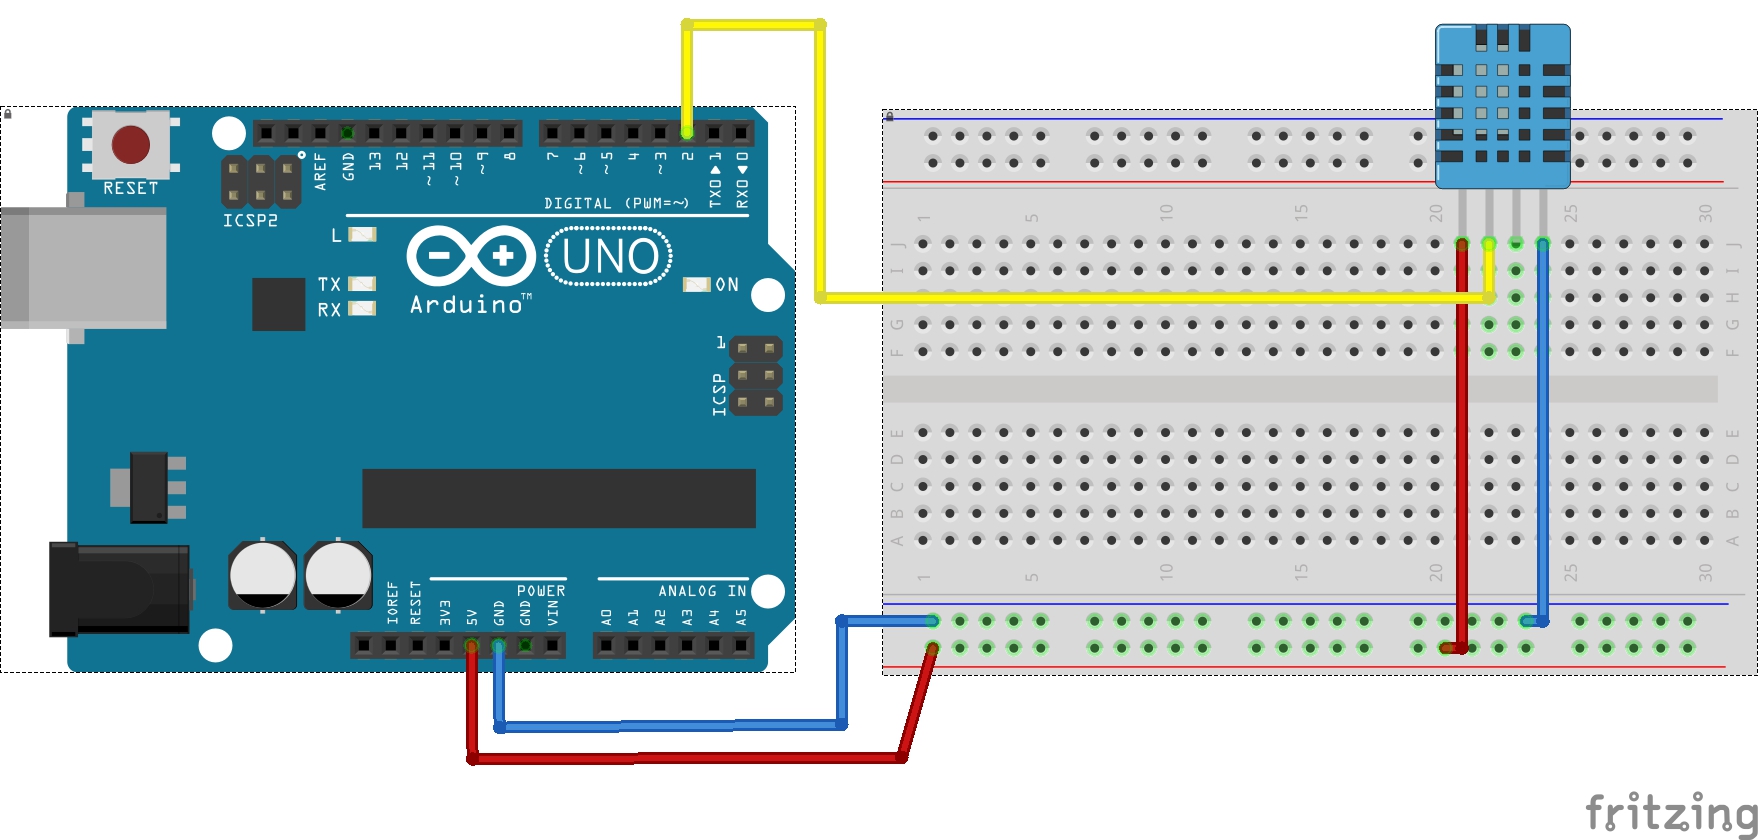 RESET
ICSP2
AREF
GND
13
12
~11
~10
~9
8
7
~6
~5
4
~3
2
TX0▶1
RX0◀0
DIGITAL (PWM=~)
L
TX
RX
UNO
ON
Arduino™
1
ICSP
IOREF
RESET
3V3
5V
GND
GND
VIN
POWER
A0
A1
A2
A3
A4
A5
ANALOG IN
1 5 10 15 20 25 30
J J
I I
H H
G G
F F
E E
D D
C C
B B
A A
1 5 10 15 20 25 30
fritzing